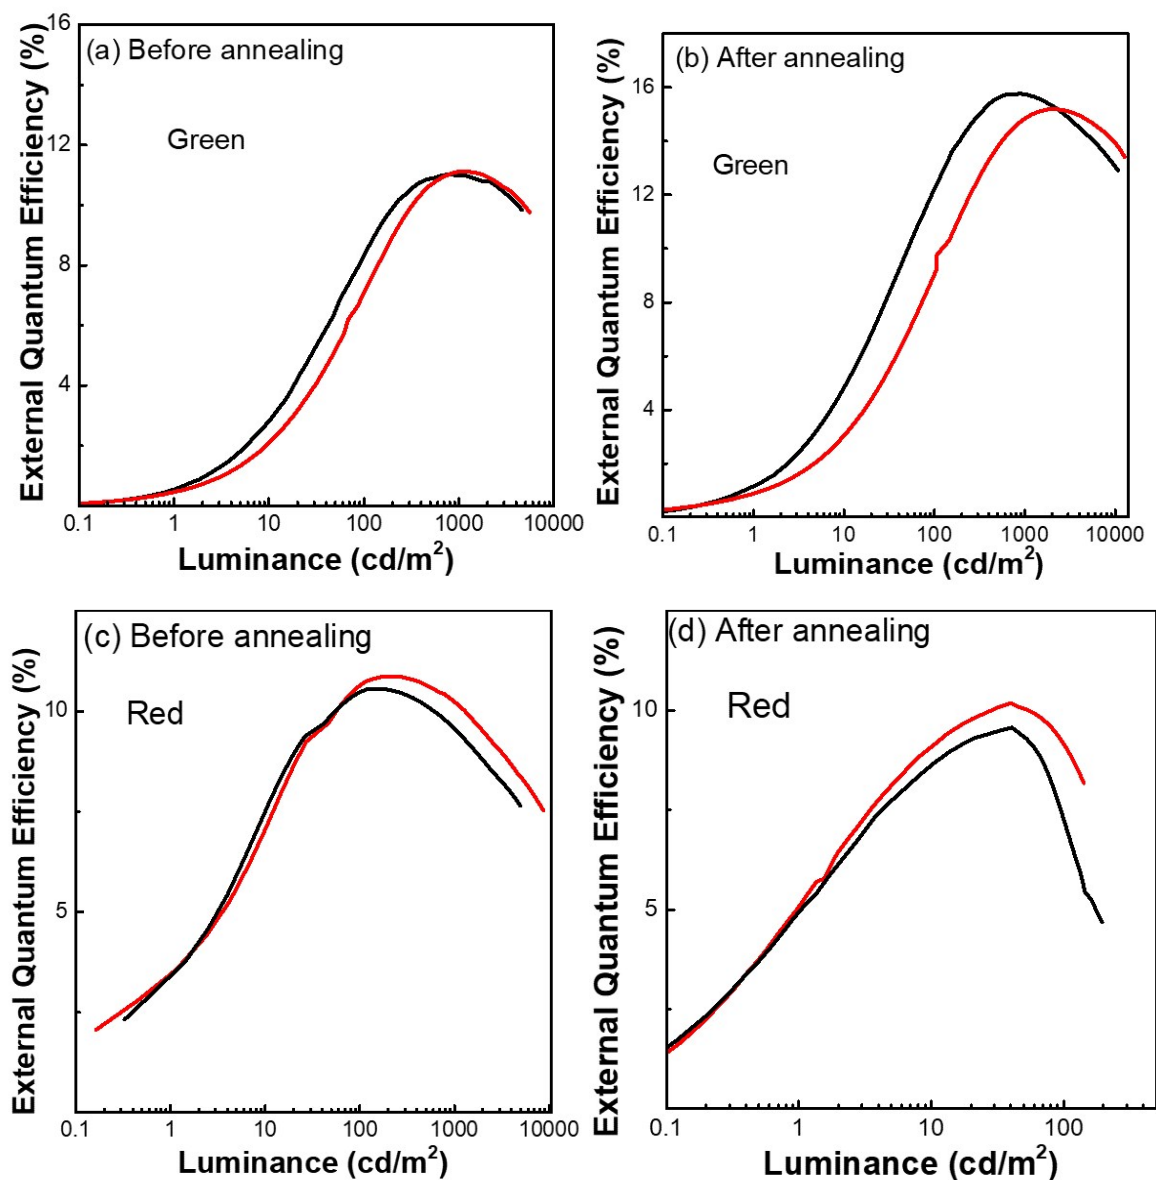 (a) Before annealing
Green
External Quantum Efficiency (%)
16
12
8
4
0.1 1 10 100 1000 10000
Luminance (cd/m²)
(b) After annealing
Green
External Quantum Efficiency (%)
16
12
8
4
0.1 1 10 100 1000 10000
Luminance (cd/m²)
(c) Before annealing
Red
External Quantum Efficiency (%)
10
5
0.1 1 10 100 1000 10000
Luminance (cd/m²)
(d) After annealing
Red
External Quantum Efficiency (%)
10
5
0.1 1 10 100
Luminance (cd/m²)